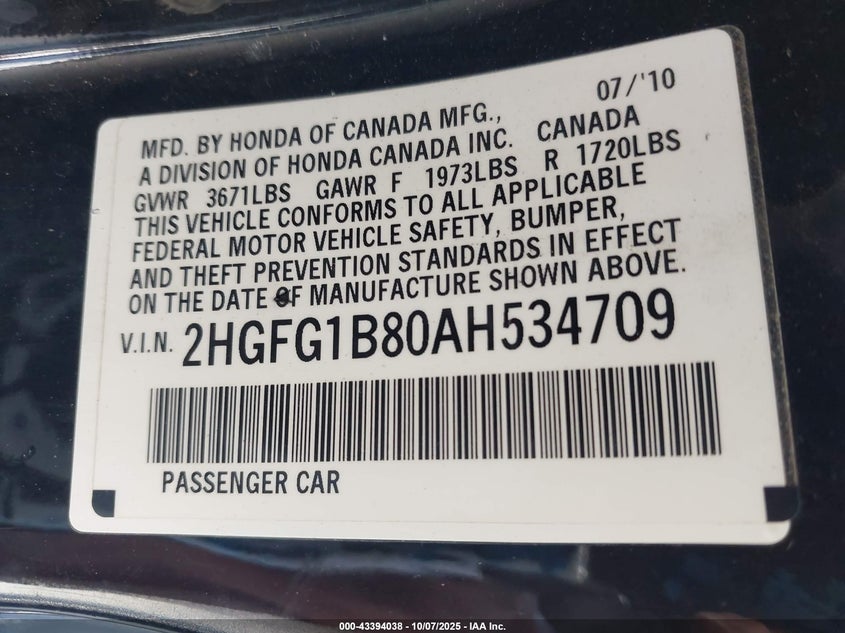 07/'10
MFD. BY HONDA OF CANADA MFG.,
A DIVISION OF HONDA CANADA INC. CANADA
GVWR 3671LBS GAWR F 1973LBS R 1720LBS
THIS VEHICLE CONFORMS TO ALL APPLICABLE
FEDERAL MOTOR VEHICLE SAFETY, BUMPER,
AND THEFT PREVENTION STANDARDS IN EFFECT
ON THE DATE OF MANUFACTURE SHOWN ABOVE.
V.I.N. 2HGFG1B80AH534709
PASSENGER CAR
000-43394038 - 10/07/2025 - IAA Inc.